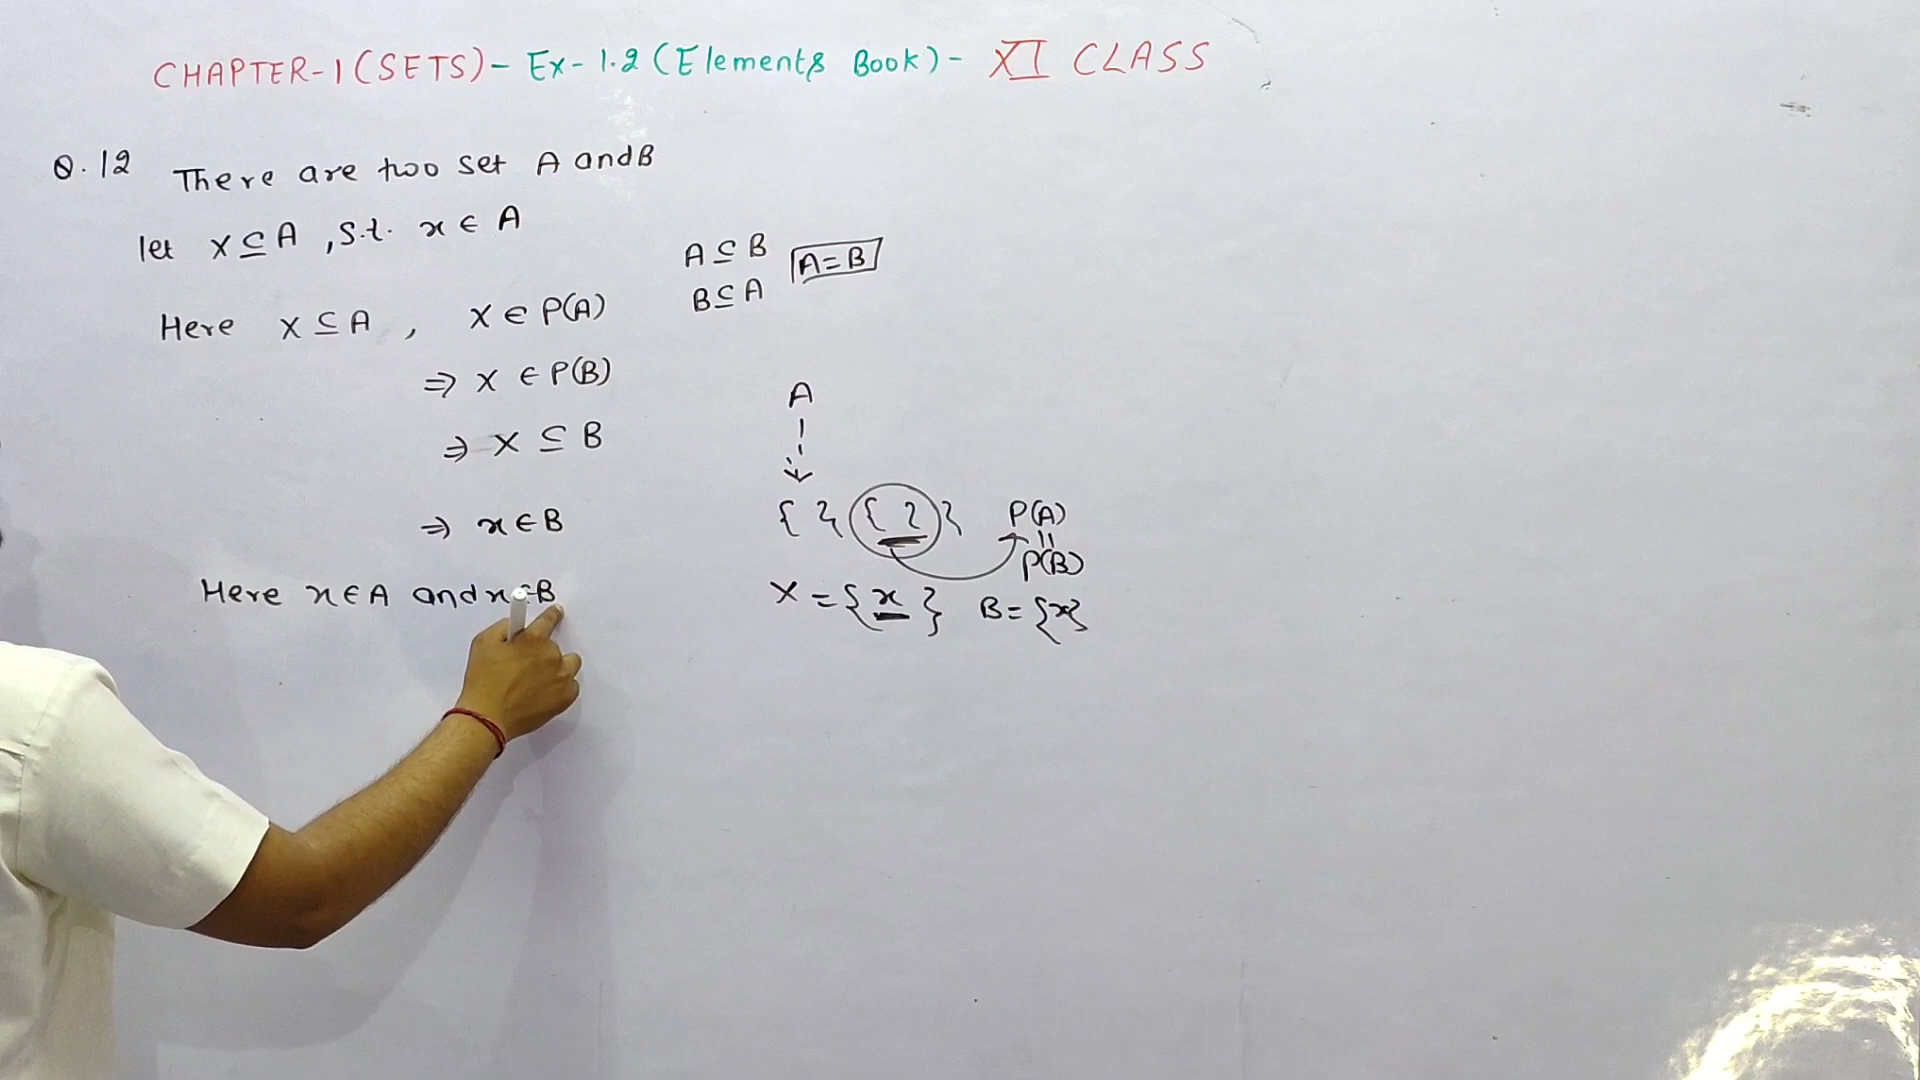 CHAPTER-1 (SETS) - Ex-1.2 (Elements Book) - XI CLASS
Q.12 There are two set A and B
let X ⊆ A , s.t. x ∈ A
Here X ⊆ A , X ∈ P(A)
⇒ X ∈ P(B)
⇒ X ⊆ B
⇒ x ∈ B
Here x ∈ A and x ∈ B
A ⊆ B
B ⊆ A
A = B
A
{ } { } }
P(A)
=
P(B)
X = { x } B = {x}